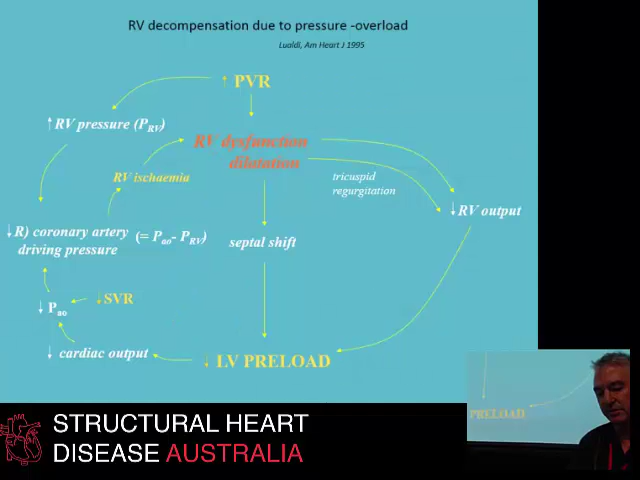 RV decompensation due to pressure -overload
Lualdi, Am Heart J 1995
↑ PVR
↑RV pressure (PRV)
RV dysfunction
dilatation
RV ischaemia
tricuspid
regurgitation
↓RV output
↓R) coronary artery
driving pressure
(= Pao- PRV)
septal shift
↓ Pao
↓SVR
↓ cardiac output
↓ LV PRELOAD
PRELOAD
STRUCTURAL HEART
DISEASE AUSTRALIA